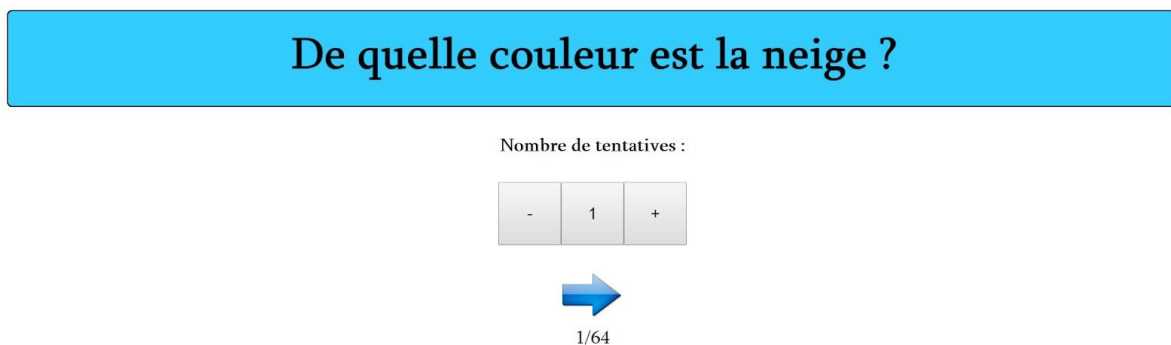 De quelle couleur est la neige ?
Nombre de tentatives :
- 1 +
1/64